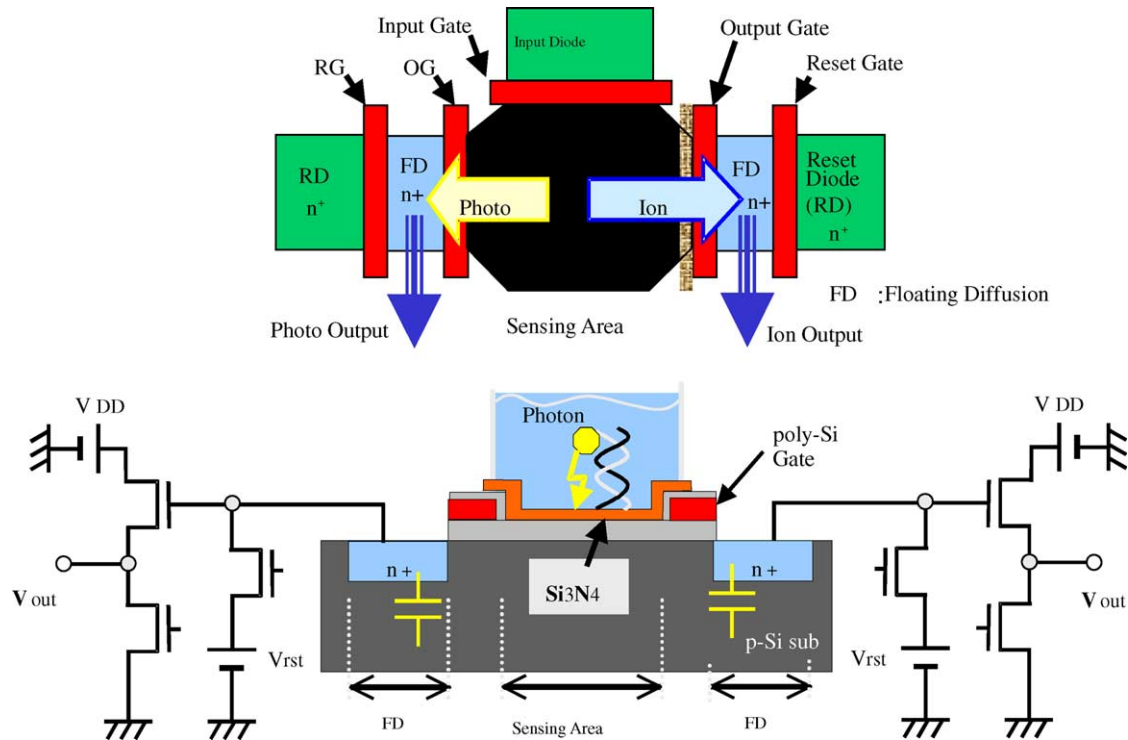 Input Gate
Input Diode
Output Gate
RG
OG
Reset Gate
RD
n+
FD
n+
Photo
Ion
FD
n+
Reset
Diode
(RD)
n+
FD :Floating Diffusion
Photo Output
Sensing Area
Ion Output
V DD
Photon
poly-Si
Gate
V DD
n +
n +
Si3N4
V out
V out
p-Si sub
Vrst
Vrst
FD
Sensing Area
FD